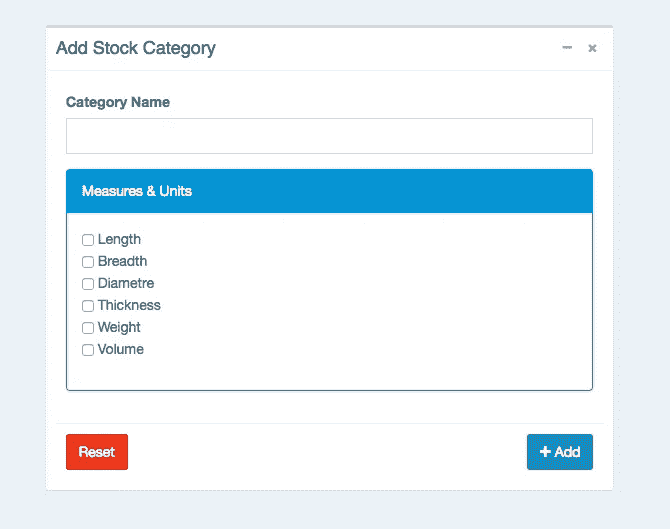 Add Stock Category
Category Name
Measures & Units
Length
Breadth
Diametre
Thickness
Weight
Volume
Reset
+ Add